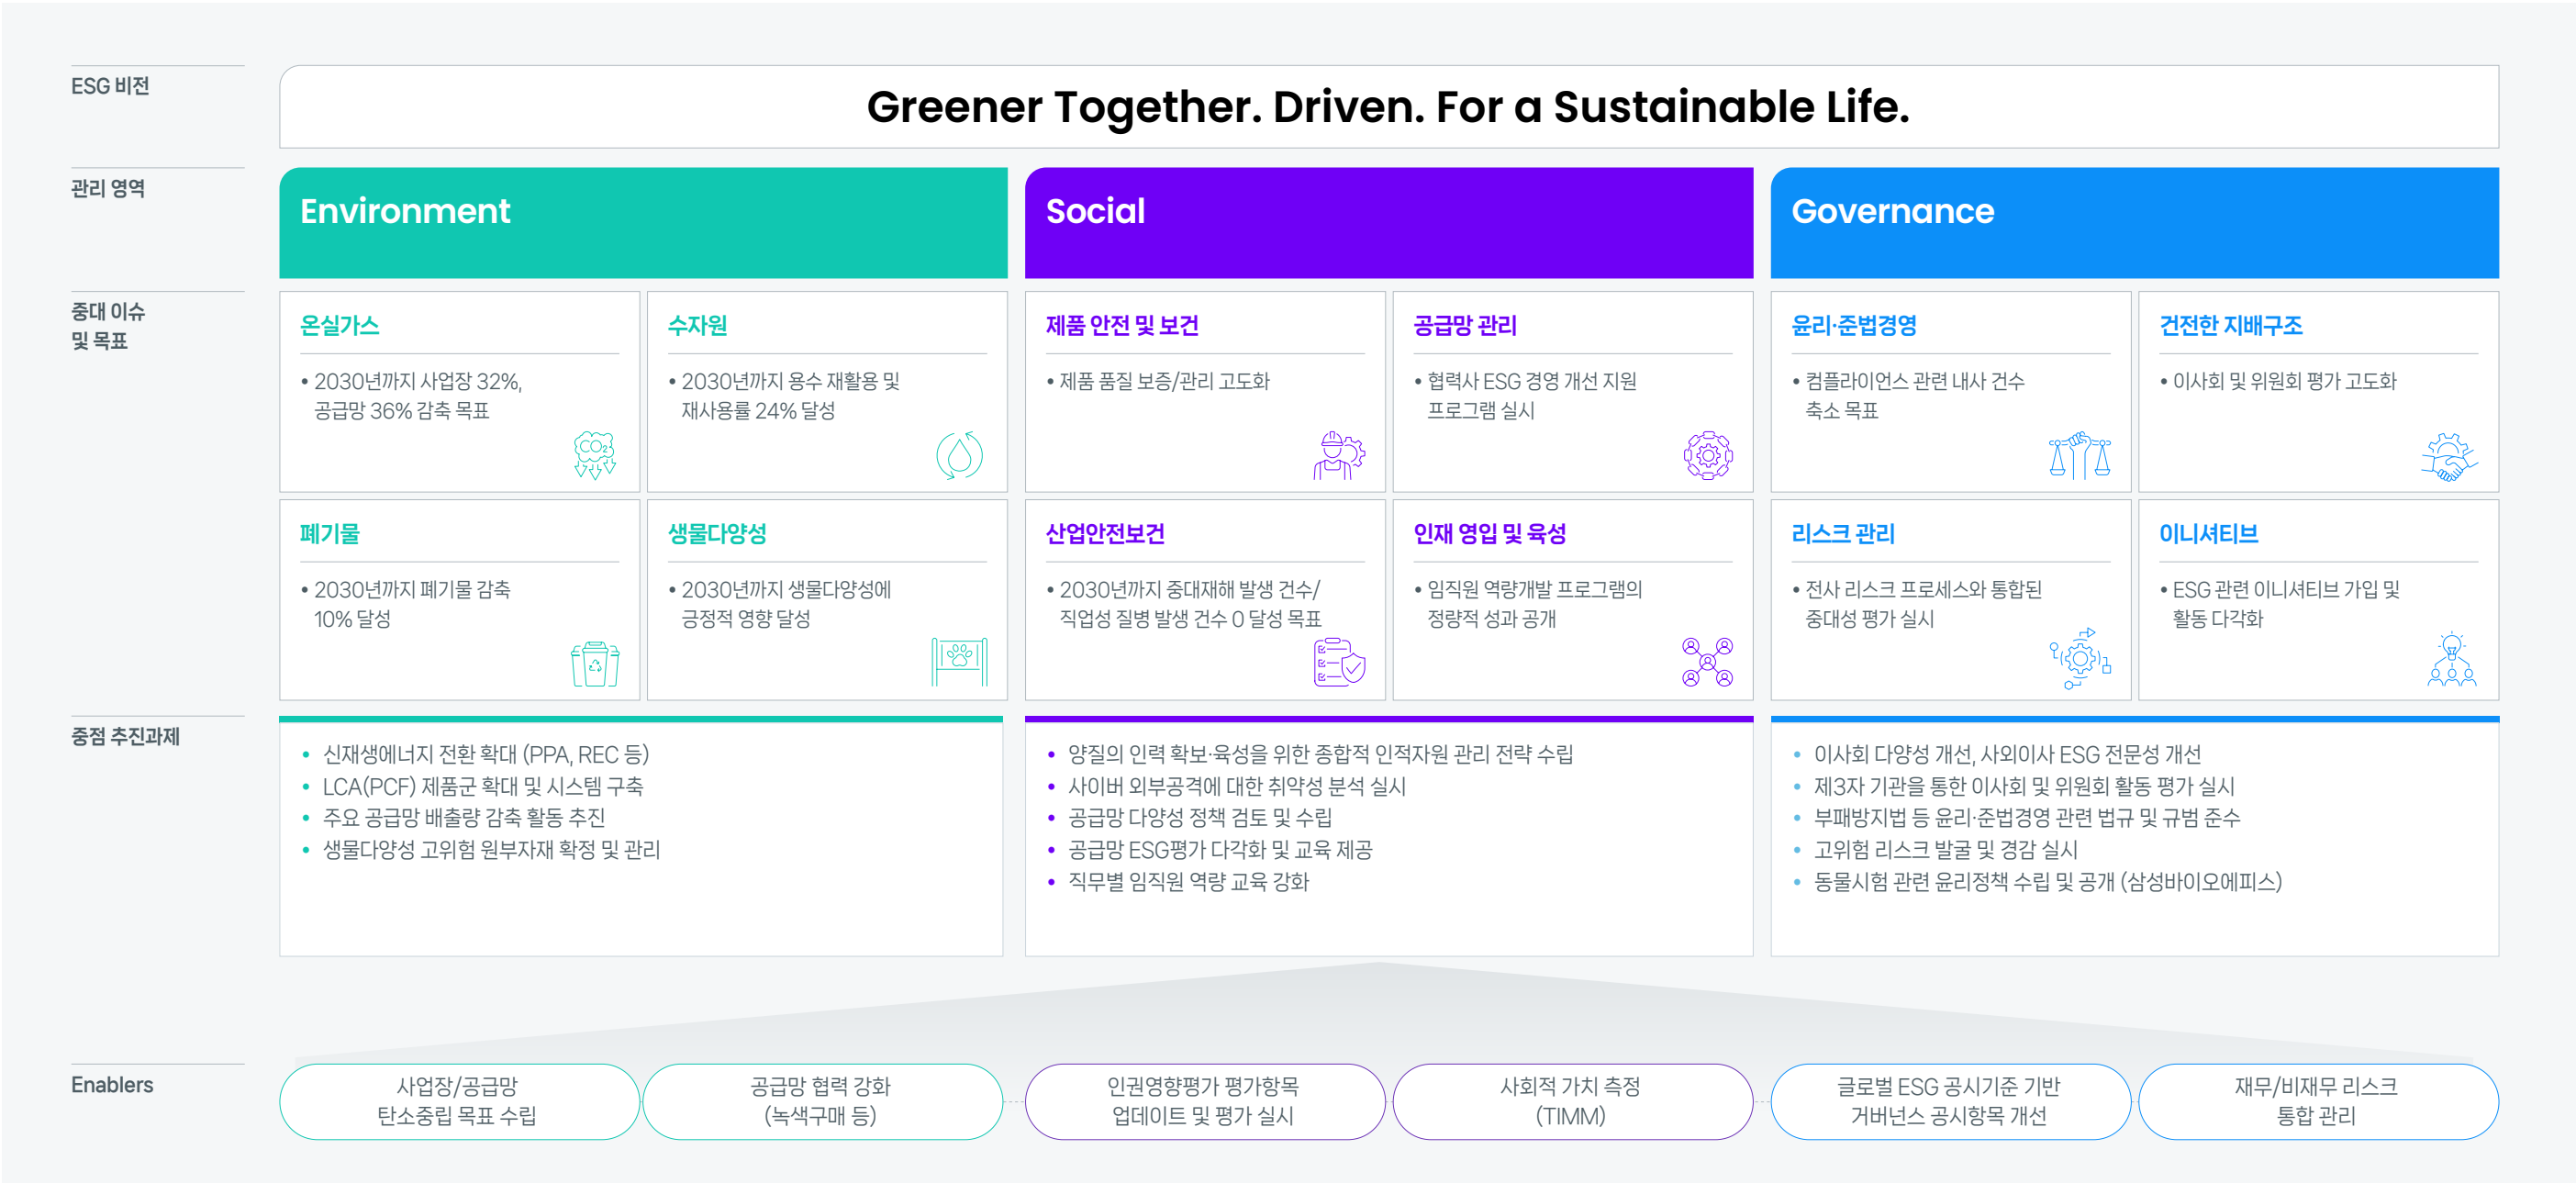 ESG 비전
Greener Together. Driven. For a Sustainable Life.
관리 영역
Environment
Social
Governance
중대 이슈
및 목표
온실가스
• 2030년까지 사업장 32%,
공급망 36% 감축 목표
CO2
수자원
• 2030년까지 용수 재활용 및
재사용률 24% 달성
제품 안전 및 보건
• 제품 품질 보증/관리 고도화
공급망 관리
• 협력사 ESG 경영 개선 지원
프로그램 실시
윤리·준법경영
• 컴플라이언스 관련 내사 건수
축소 목표
건전한 지배구조
• 이사회 및 위원회 평가 고도화
폐기물
• 2030년까지 폐기물 감축
10% 달성
생물다양성
• 2030년까지 생물다양성에
긍정적 영향 달성
산업안전보건
• 2030년까지 중대재해 발생 건수/
직업성 질병 발생 건수 0 달성 목표
인재 영입 및 육성
• 임직원 역량개발 프로그램의
정량적 성과 공개
리스크 관리
• 전사 리스크 프로세스와 통합된
중대성 평가 실시
이니셔티브
• ESG 관련 이니셔티브 가입 및
활동 다각화
중점 추진과제
• 신재생에너지 전환 확대 (PPA, REC 등)
• LCA(PCF) 제품군 확대 및 시스템 구축
• 주요 공급망 배출량 감축 활동 추진
• 생물다양성 고위험 원부자재 확정 및 관리
• 양질의 인력 확보·육성을 위한 종합적 인적자원 관리 전략 수립
• 사이버 외부공격에 대한 취약성 분석 실시
• 공급망 다양성 정책 검토 및 수립
• 공급망 ESG평가 다각화 및 교육 제공
• 직무별 임직원 역량 교육 강화
• 이사회 다양성 개선, 사외이사 ESG 전문성 개선
• 제3자 기관을 통한 이사회 및 위원회 활동 평가 실시
• 부패방지법 등 윤리·준법경영 관련 법규 및 규범 준수
• 고위험 리스크 발굴 및 경감 실시
• 동물시험 관련 윤리정책 수립 및 공개 (삼성바이오에피스)
Enablers
사업장/공급망
탄소중립 목표 수립
공급망 협력 강화
(녹색구매 등)
인권영향평가 평가항목
업데이트 및 평가 실시
사회적 가치 측정
(TIMM)
글로벌 ESG 공시기준 기반
거버넌스 공시항목 개선
재무/비재무 리스크
통합 관리